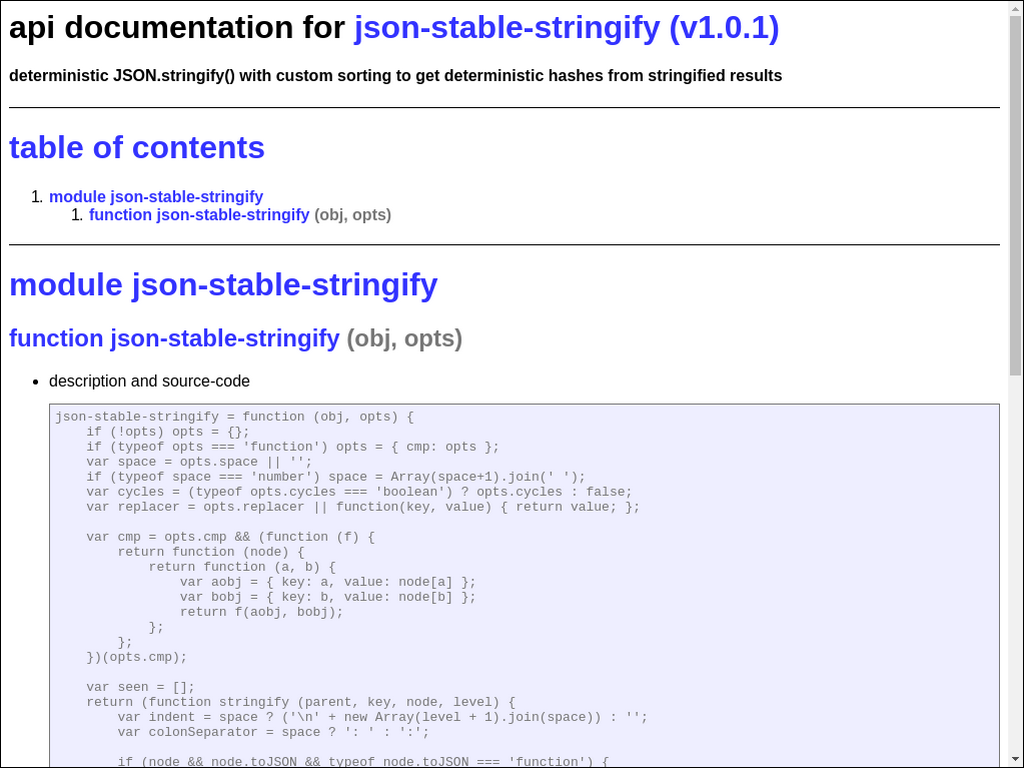 api documentation for json-stable-stringify (v1.0.1)
deterministic JSON.stringify() with custom sorting to get deterministic hashes from stringified results
table of contents
1. module json-stable-stringify
1. function json-stable-stringify (obj, opts)
module json-stable-stringify
function json-stable-stringify (obj, opts)
• description and source-code
json-stable-stringify = function (obj, opts) {
    if (!opts) opts = {};
    if (typeof opts === 'function') opts = { cmp: opts };
    var space = opts.space || '';
    if (typeof space === 'number') space = Array(space+1).join(' ');
    var cycles = (typeof opts.cycles === 'boolean') ? opts.cycles : false;
    var replacer = opts.replacer || function(key, value) { return value; };

    var cmp = opts.cmp && (function (f) {
        return function (node) {
            return function (a, b) {
                var aobj = { key: a, value: node[a] };
                var bobj = { key: b, value: node[b] };
                return f(aobj, bobj);
            };
        };
    })(opts.cmp);

    var seen = [];
    return (function stringify (parent, key, node, level) {
        var indent = space ? ('\n' + new Array(level + 1).join(space)) : '';
        var colonSeparator = space ? ': ' : ':';

        if (node && node.toJSON && typeof node.toJSON === 'function') {